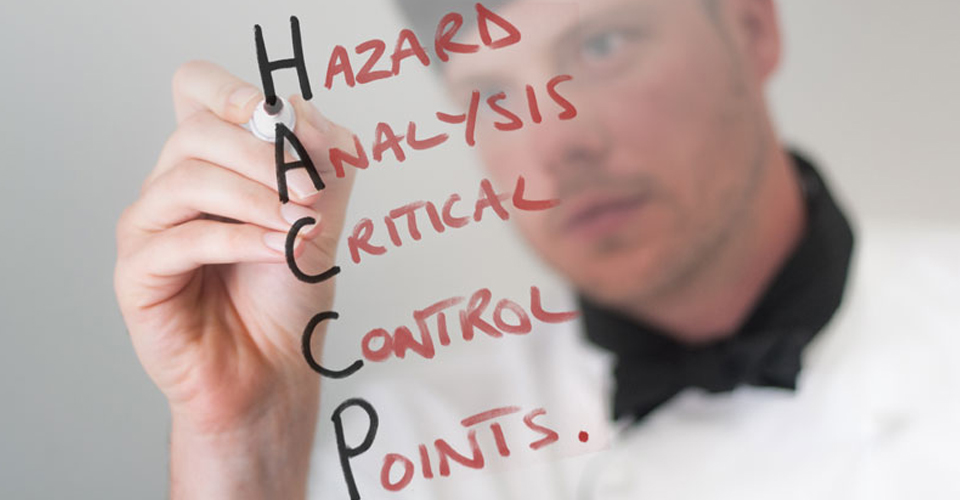 HAZARD
ANALYSIS
CRITICAL
CONTROL
POINTS.